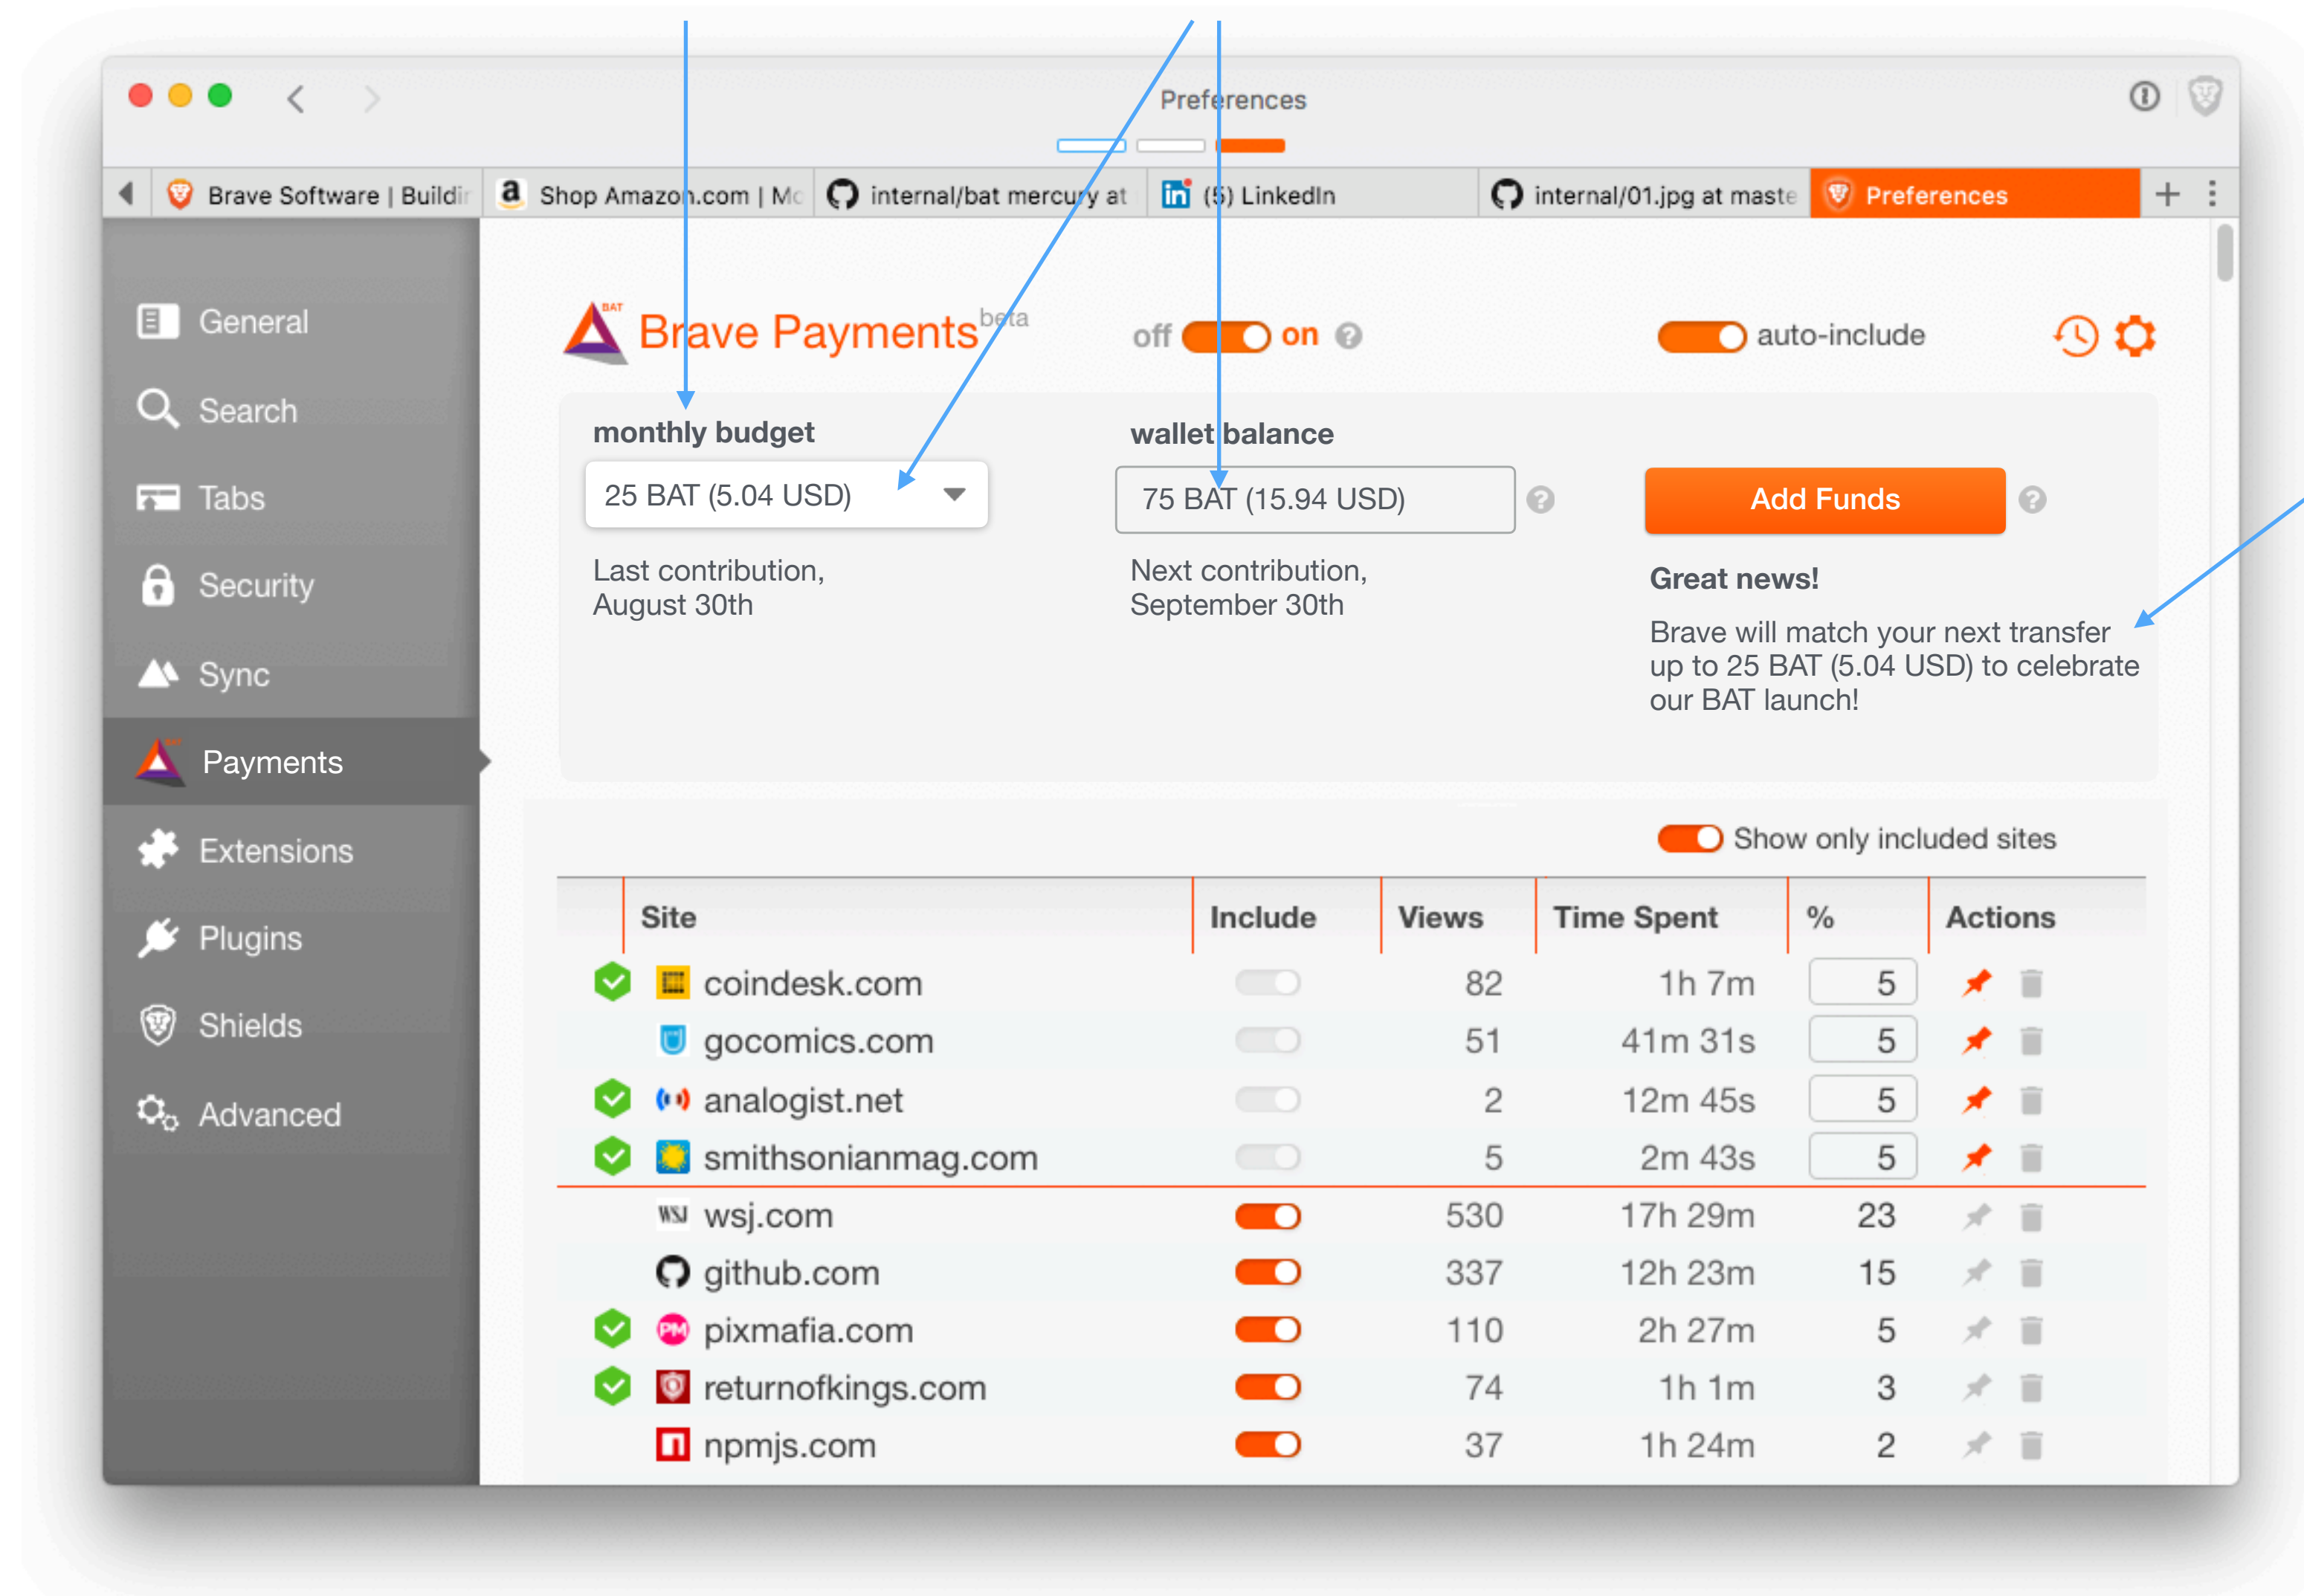 Preferences
Brave Software | Buildin
Shop Amazon.com | Mo
internal/bat mercury at
(5) LinkedIn
internal/01.jpg at maste
Preferences
General
Search
Tabs
Security
Sync
Payments
Extensions
Plugins
Shields
Advanced
BAT
Brave Payments beta
off on
auto-include
monthly budget
25 BAT (5.04 USD)
Last contribution,
August 30th
wallet balance
75 BAT (15.94 USD)
Next contribution,
September 30th
Add Funds
Great news!
Brave will match your next transfer
up to 25 BAT (5.04 USD) to celebrate
our BAT launch!
Show only included sites
Site Include Views Time Spent % Actions
coindesk.com 82 1h 7m 5
gocomics.com 51 41m 31s 5
analogist.net 2 12m 45s 5
smithsonianmag.com 5 2m 43s 5
WSJ wsj.com 530 17h 29m 23
github.com 337 12h 23m 15
PM pixmafia.com 110 2h 27m 5
returnofkings.com 74 1h 1m 3
npmjs.com 37 1h 24m 2